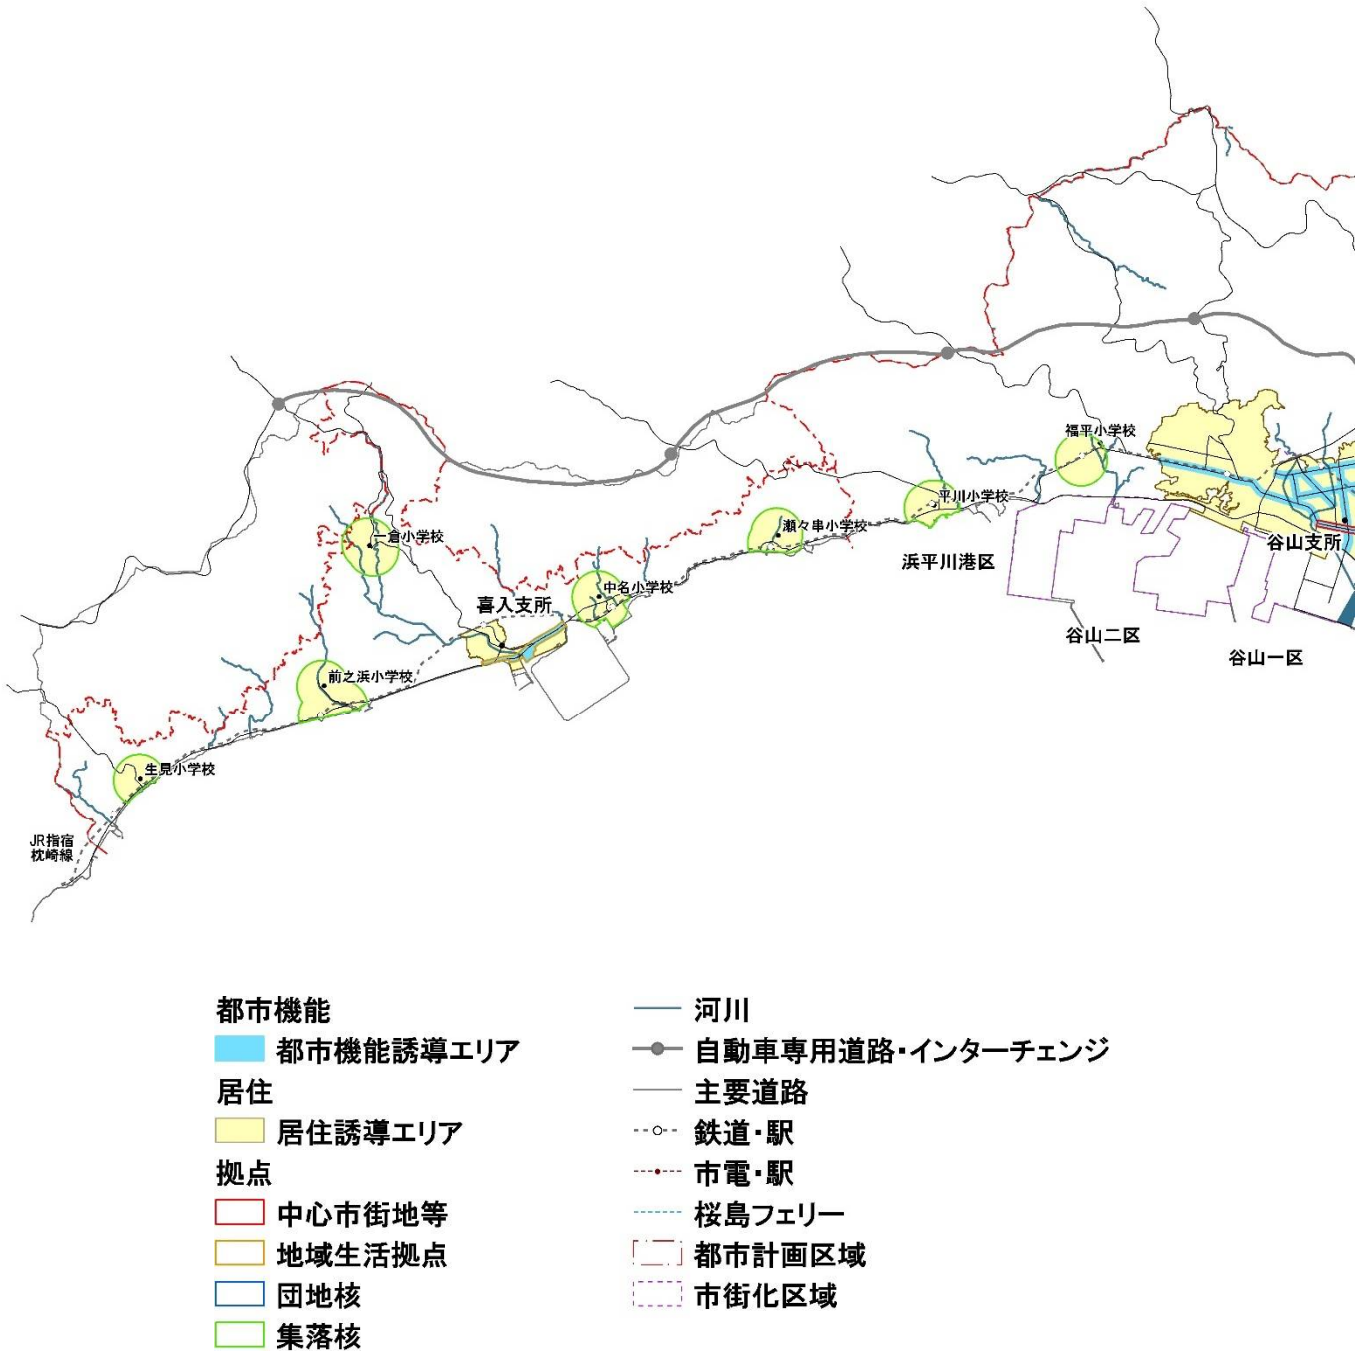 福平小学校
平川小学校
瀬々串小学校
谷山支所
一倉小学校
浜平川港区
中名小学校
喜入支所
谷山二区
谷山一区
前之浜小学校
生見小学校
JR指宿
枕崎線
都市機能
都市機能誘導エリア
居住
居住誘導エリア
拠点
中心市街地等
地域生活拠点
団地核
集落核
河川
自動車専用道路・インターチェンジ
主要道路
鉄道・駅
市電・駅
桜島フェリー
都市計画区域
市街化区域